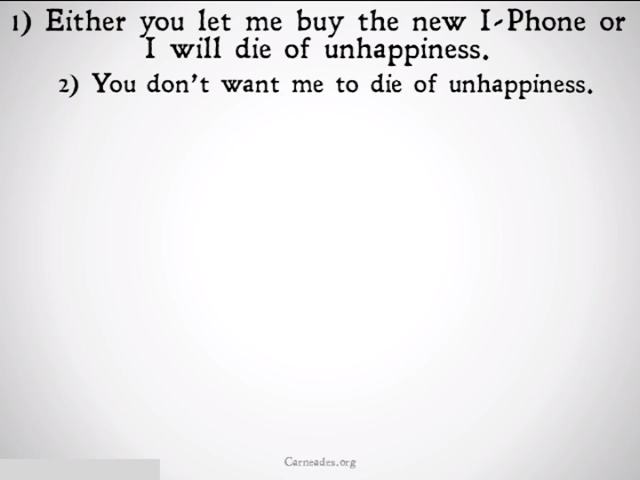 1) Either you let me buy the new I-Phone or
I will die of unhappiness.
2) You don't want me to die of unhappiness.
Carneades.org